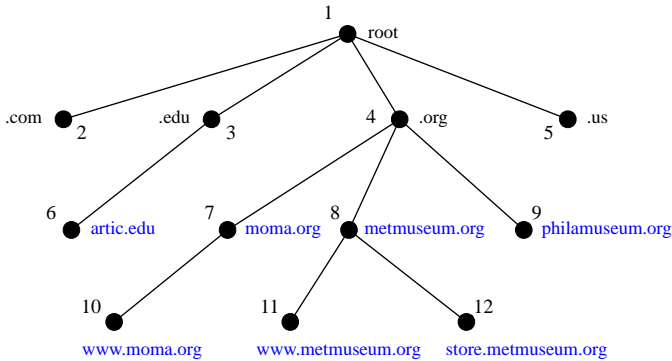 1
root
.com
2
.edu
3
4
.org
5
.us
6
artic.edu
7
moma.org
8
metmuseum.org
9
philamuseum.org
10
www.moma.org
11
www.metmuseum.org
12
store.metmuseum.org